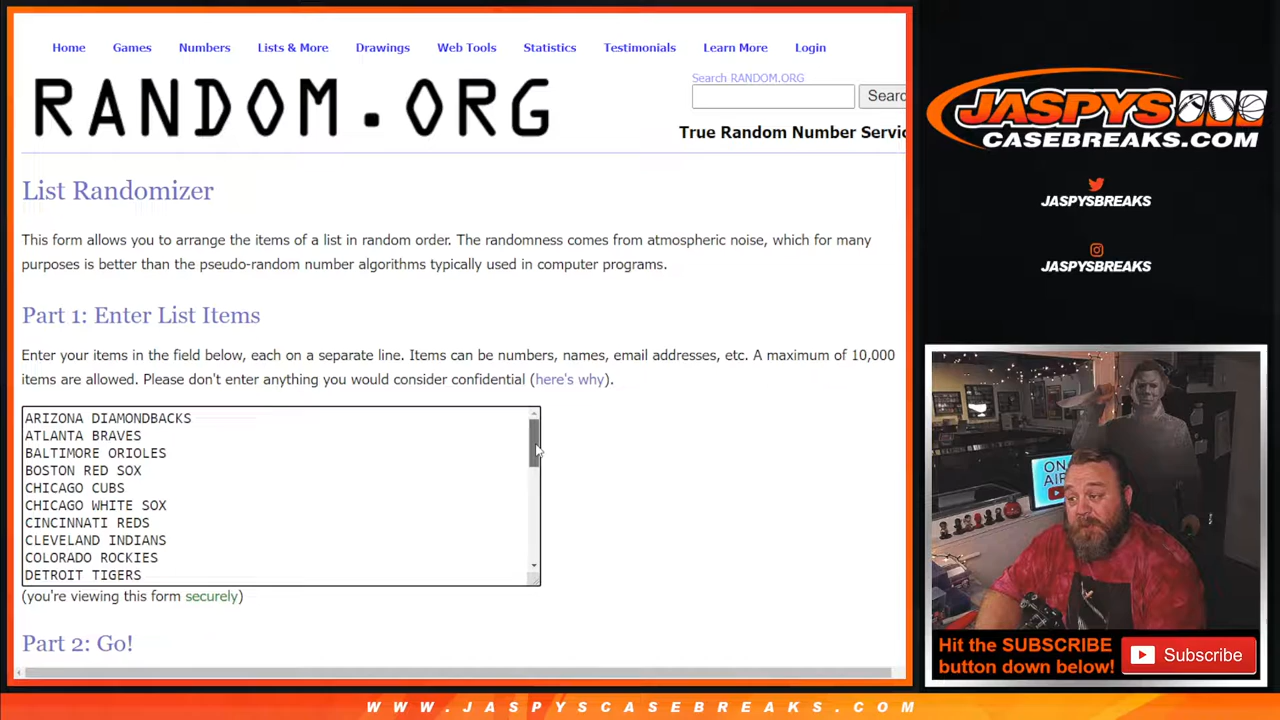 Home Games Numbers Lists & More Drawings Web Tools Statistics Testimonials Learn More Login
Search RANDOM.ORG
RANDOM.ORG
True Random Number Servic
List Randomizer
This form allows you to arrange the items of a list in random order. The randomness comes from atmospheric noise, which for many
purposes is better than the pseudo-random number algorithms typically used in computer programs.
Part 1: Enter List Items
Enter your items in the field below, each on a separate line. Items can be numbers, names, email addresses, etc. A maximum of 10,000
items are allowed. Please don't enter anything you would consider confidential (here's why).
ARIZONA DIAMONDBACKS
ATLANTA BRAVES
BALTIMORE ORIOLES
BOSTON RED SOX
CHICAGO CUBS
CHICAGO WHITE SOX
CINCINNATI REDS
CLEVELAND INDIANS
COLORADO ROCKIES
DETROIT TIGERS
(you're viewing this form securely)
Part 2: Go!
JASPYS
CASEBREAKS.COM
JASPYSBREAKS
JASPYSBREAKS
ON
AIR
Hit the SUBSCRIBE
button down below!
Subscribe
WWW.JASPYSCASEBREAKS.COM